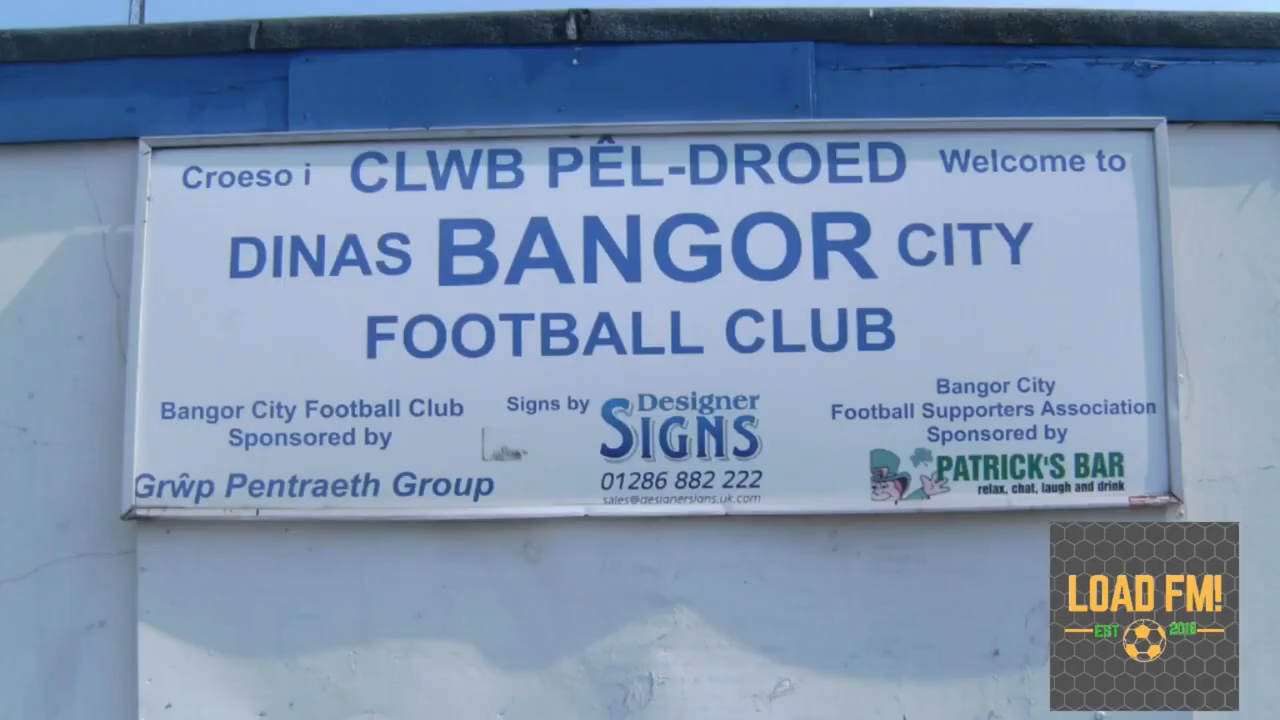 Croeso i CLWB PÊL-DROED Welcome to
DINAS BANGOR CITY
FOOTBALL CLUB
Bangor City Football Club
Sponsored by
Grŵp Pentraeth Group
Signs by
Designer
SIGNS
01286 882 222
sales@designersigns.uk.com
Bangor City
Football Supporters Association
Sponsored by
PATRICK'S BAR
relax, chat, laugh and drink
LOAD FM!
EST 2016